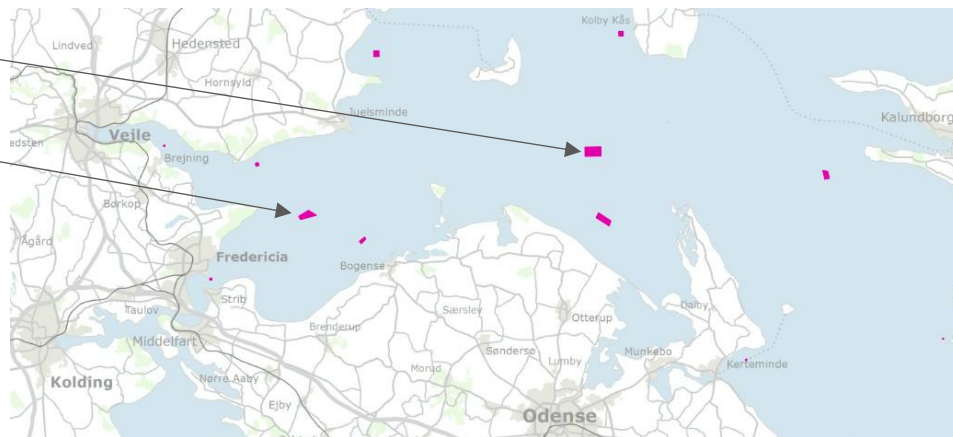 Kolby Kås
Lindved
Hedensted
Hornsyld
Juelsminde
Kalundborg
Vejle
edsten
Brejning
Børkop
Ågård
Fredericia
Bogense
Strib
Taulov
Særslev
Dalby
Otterup
Brenderup
Middelfart
Søndersø
Munkebo
Lumby
Kerteminde
Nørre Aaby
Morud
Kolding
Ejby
Odense